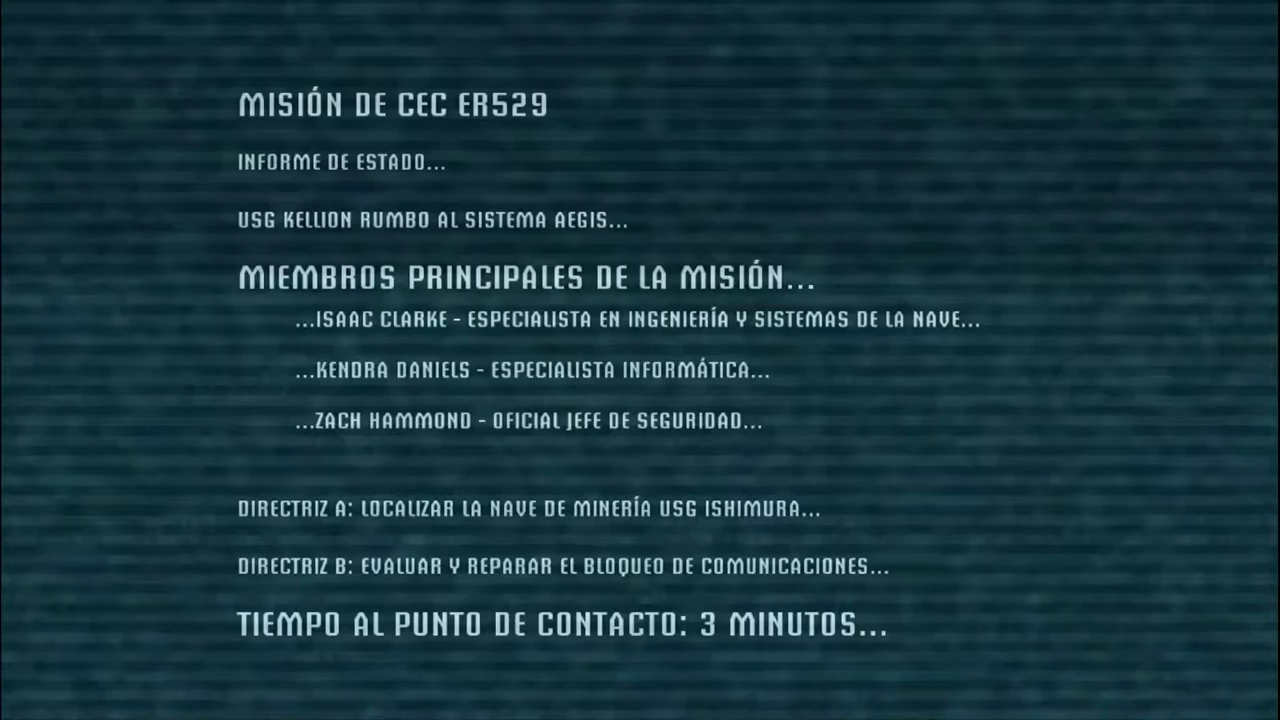 MISIÓN DE CEC ER529
INFORME DE ESTADO...
USG KELLION RUMBO AL SISTEMA AEGIS...
MIEMBROS PRINCIPALES DE LA MISIÓN...
...ISAAC CLARKE - ESPECIALISTA EN INGENIERÍA Y SISTEMAS DE LA NAVE...
...KENDRA DANIELS - ESPECIALISTA INFORMÁTICA...
...ZACH HAMMOND - OFICIAL JEFE DE SEGURIDAD...
DIRECTRIZ A: LOCALIZAR LA NAVE DE MINERÍA USG ISHIMURA...
DIRECTRIZ B: EVALUAR Y REPARAR EL BLOQUEO DE COMUNICACIONES...
TIEMPO AL PUNTO DE CONTACTO: 3 MINUTOS...